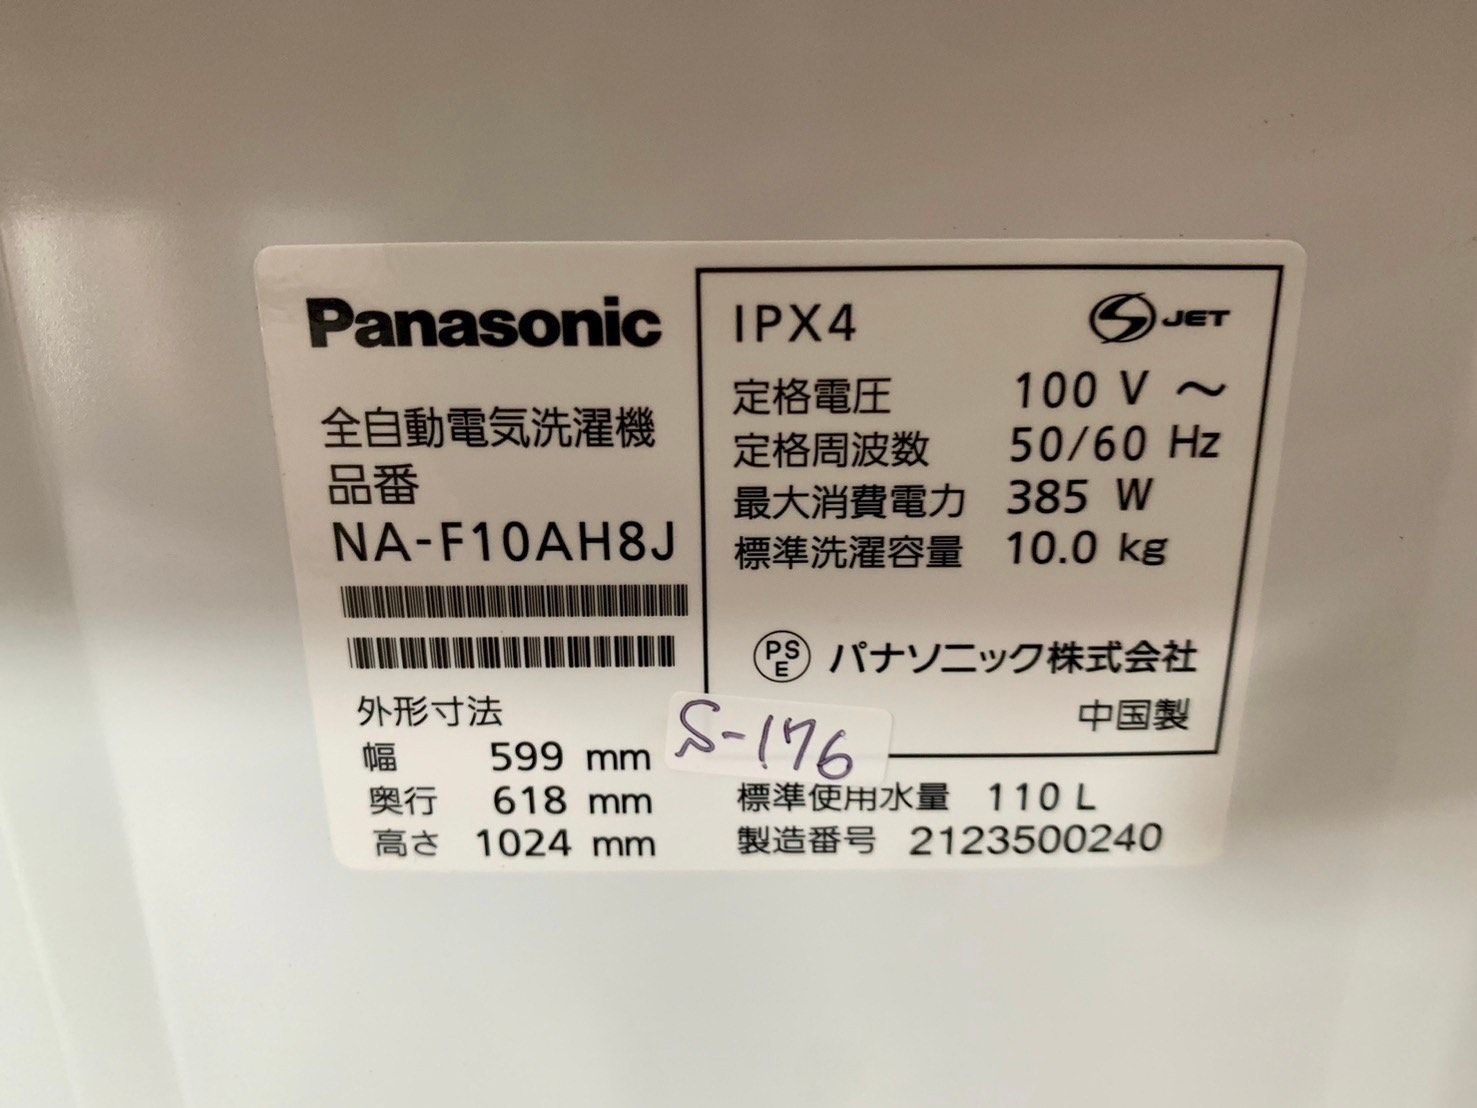 Panasonic
全自動電気洗濯機
品番
NA-F10AH8J
外形寸法
幅 599 mm
奥行 618 mm
高さ 1024 mm
IPX4
S JET
定格電圧 100 V ～
定格周波数 50/60 Hz
最大消費電力 385 W
標準洗濯容量 10.0 kg
PSE パナソニック株式会社
中国製
S-176
標準使用水量 110 L
製造番号 2123500240